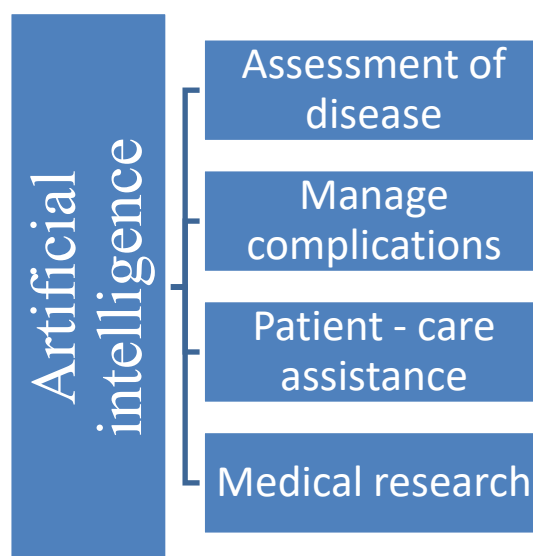 Artificial
intelligence
Assessment of
disease
Manage
complications
Patient - care
assistance
Medical research